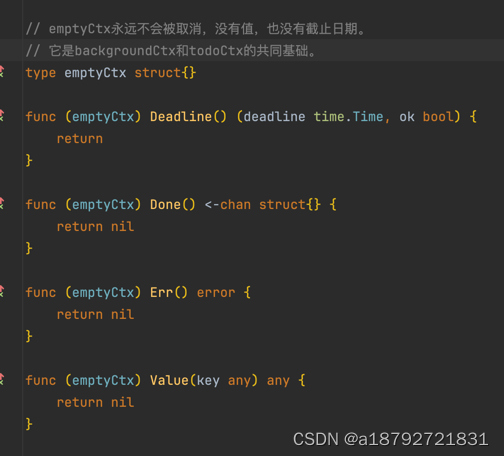 // emptyCtx永远不会被取消，没有值，也没有截止日期。
// 它是backgroundCtx和todoCtx的共同基础。
type emptyCtx struct{}
func (emptyCtx) Deadline() (deadline time.Time, ok bool) {
    return
}
func (emptyCtx) Done() <-chan struct{} {
    return nil
}
func (emptyCtx) Err() error {
    return nil
}
func (emptyCtx) Value(key any) any {
    return nil
}
CSDN @a18792721831